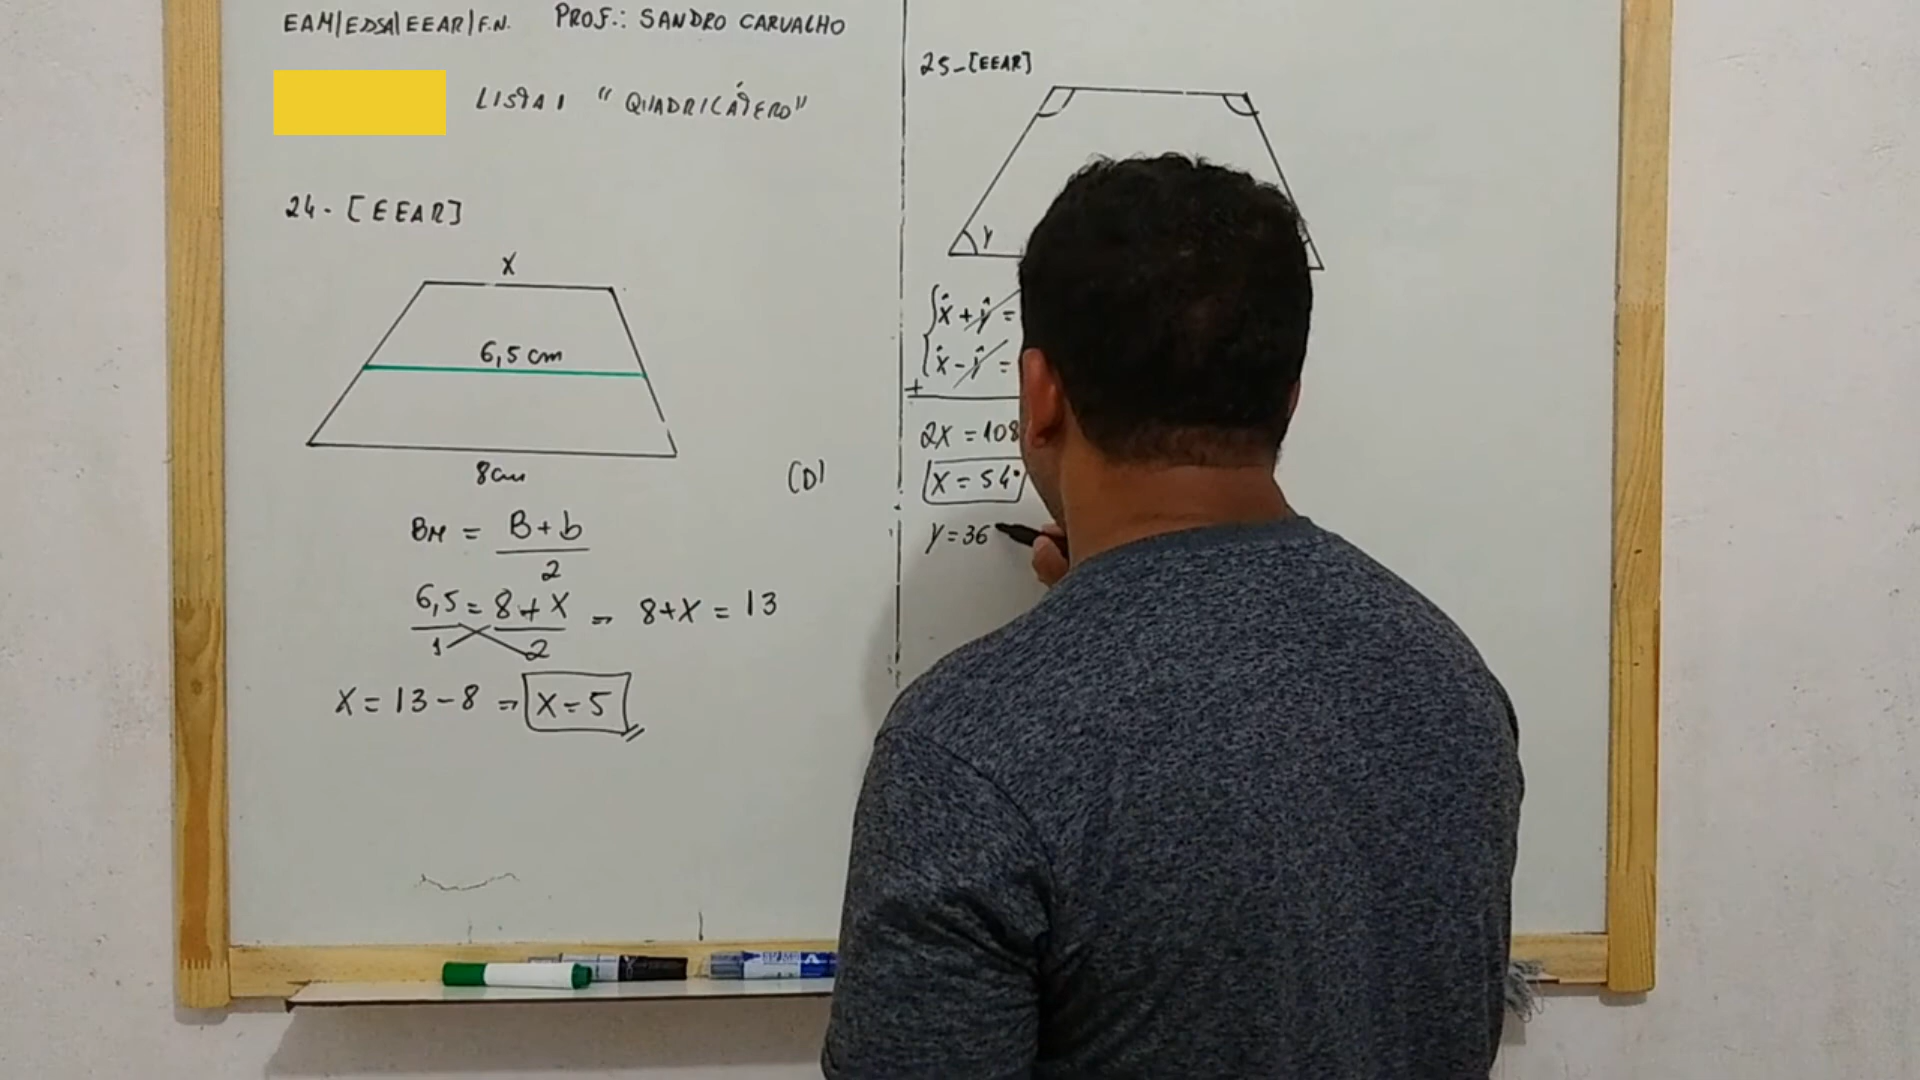 EAM/EDSA/EEAR/F.N. PROF.: SANDRO CARVALHO
LISTA 1 "QUADRILÁTERO"
24- [EEAR]
X
6,5 cm
8cm
(D)
BM = B+b
2
6,5 = 8+X ⇒ 8+X = 13
1 2
X = 13-8 ⇒ X = 5
25-[EEAR]
Y
x̂ + ŷ =
x̂ - ŷ =
+
2X = 108
X = 54°
Y = 36